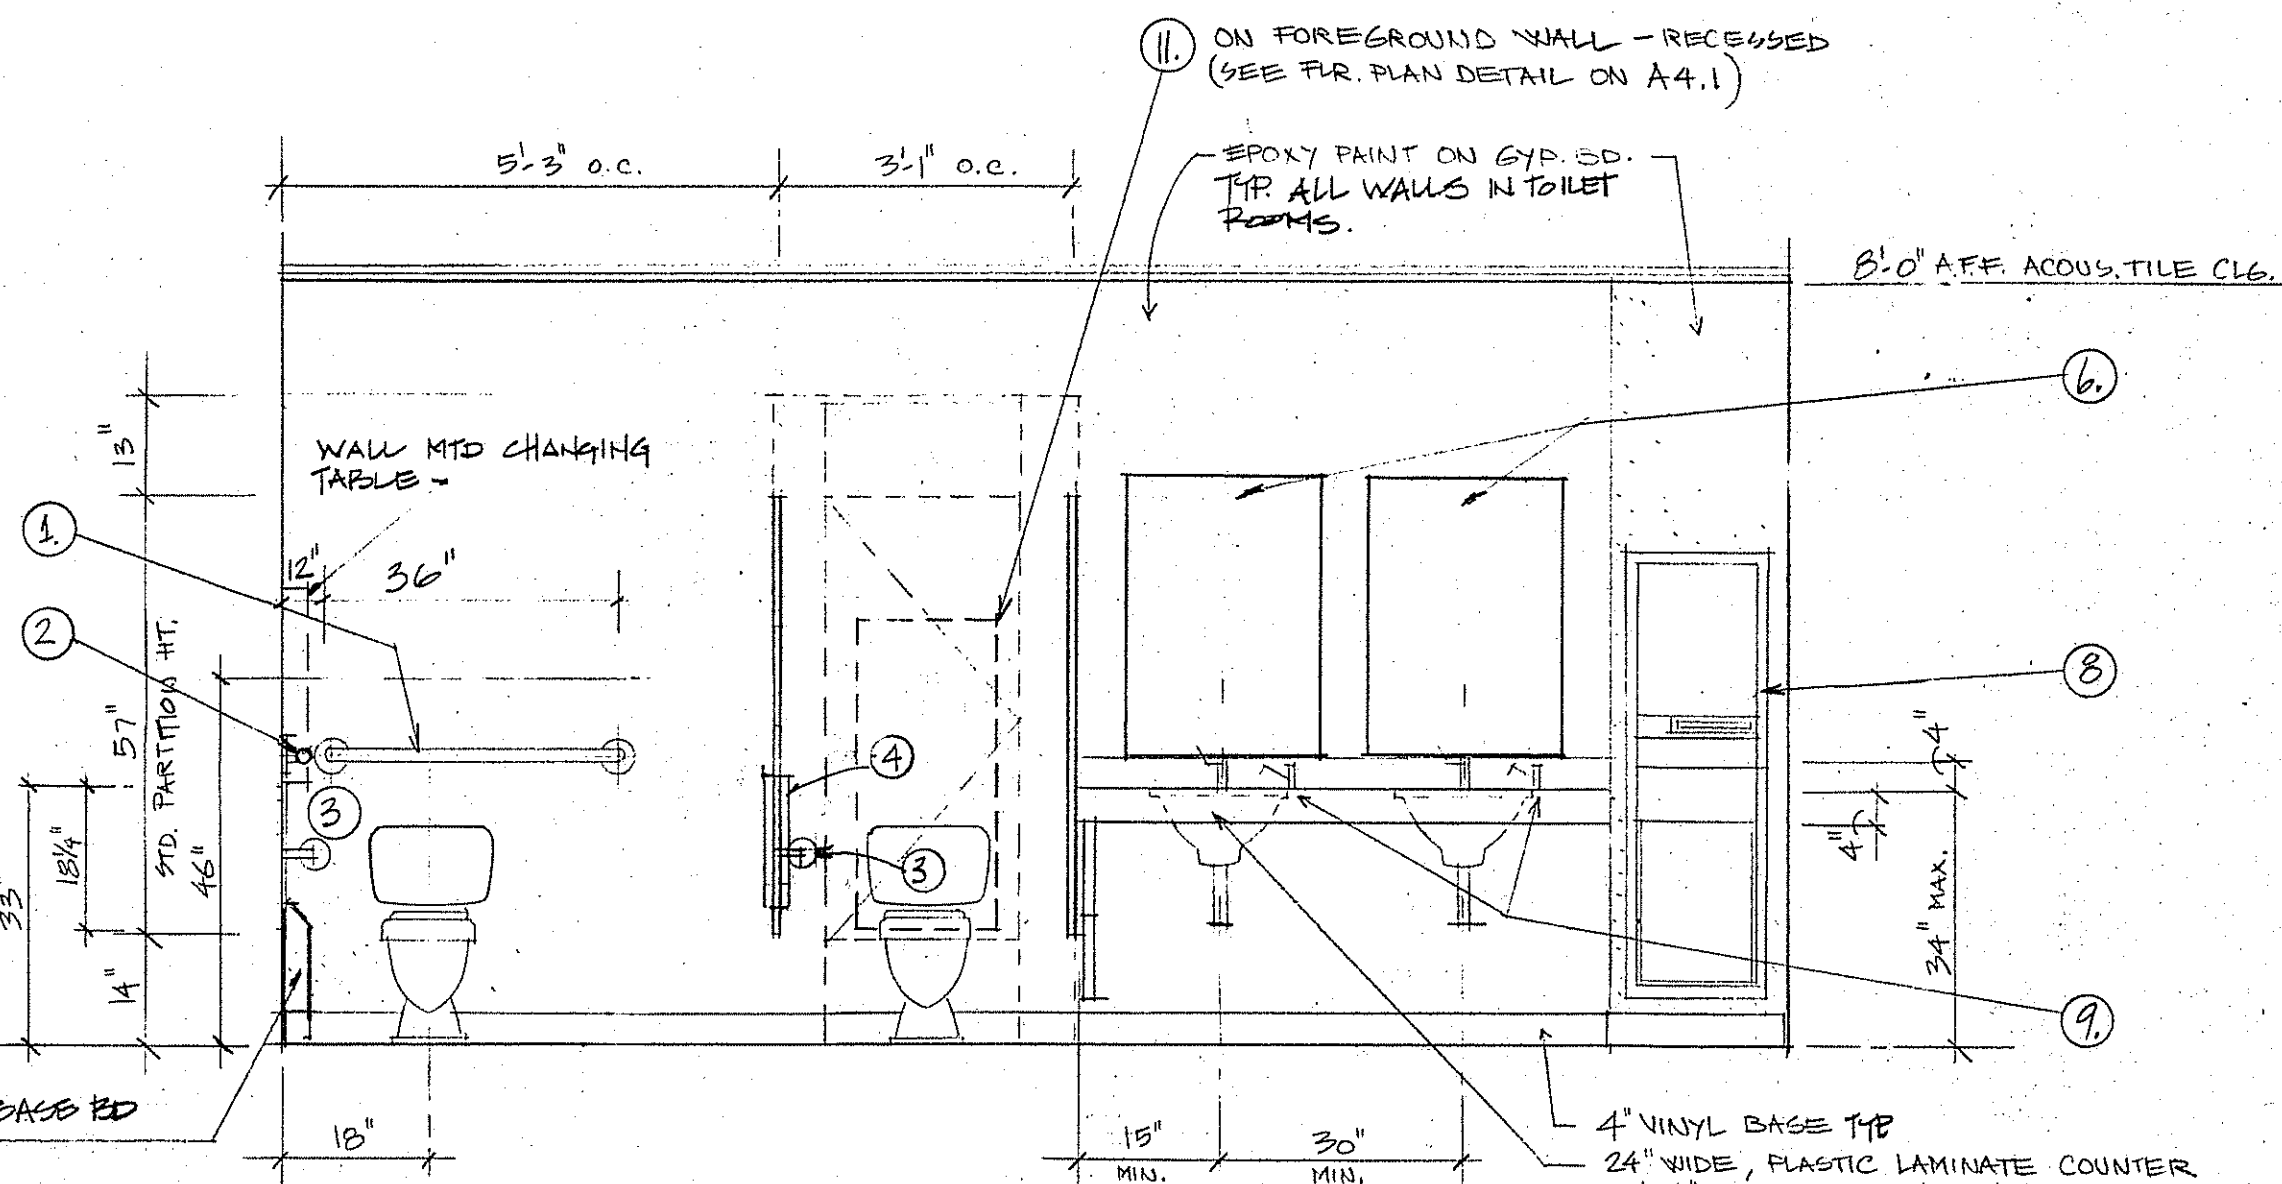 11. ON FOREGROUND WALL - RECESSED
(SEE FLR. PLAN DETAIL ON A4.1)
5'-3" O.C.
3'-1" O.C.
EPOXY PAINT ON GYP. BD.
TYP. ALL WALLS IN TOILET
ROOMS.
8'-0" A.F.F. ACOUS. TILE CLG.
6.
13"
WALL MTD CHANGING
TABLE -
1.
12"
36"
2
57"
STD. PARTITION HT.
8
4"
4
3
3
18 1/4"
46"
33"
4"
34" MAX.
14"
9.
BASE BD
18"
15"
MIN.
30"
MIN.
4" VINYL BASE TYP
24" WIDE, PLASTIC LAMINATE COUNTER